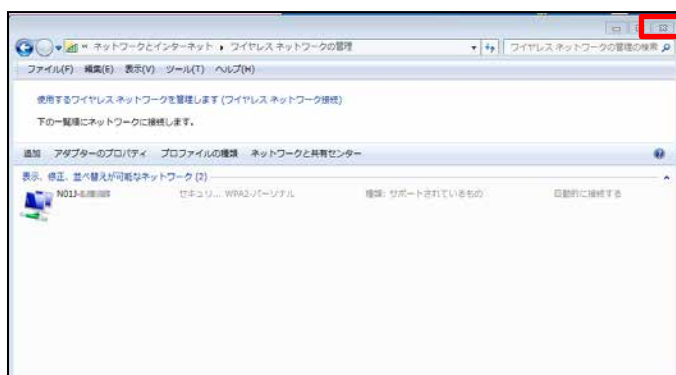 « ネットワークとインターネット ▸ ワイヤレス ネットワークの管理
ワイヤレス ネットワークの管理の検索
ファイル(F) 編集(E) 表示(V) ツール(T) ヘルプ(H)
使用するワイヤレス ネットワークを管理します (ワイヤレス ネットワーク接続)
下の一覧順にネットワークに接続します。
追加 アダプターのプロパティ プロファイルの種類 ネットワークと共有センター
表示、修正、並べ替えが可能なネットワーク (2)
N01J- セキュリ... WPA2-パーソナル 種類: サポートされているもの 自動的に接続する